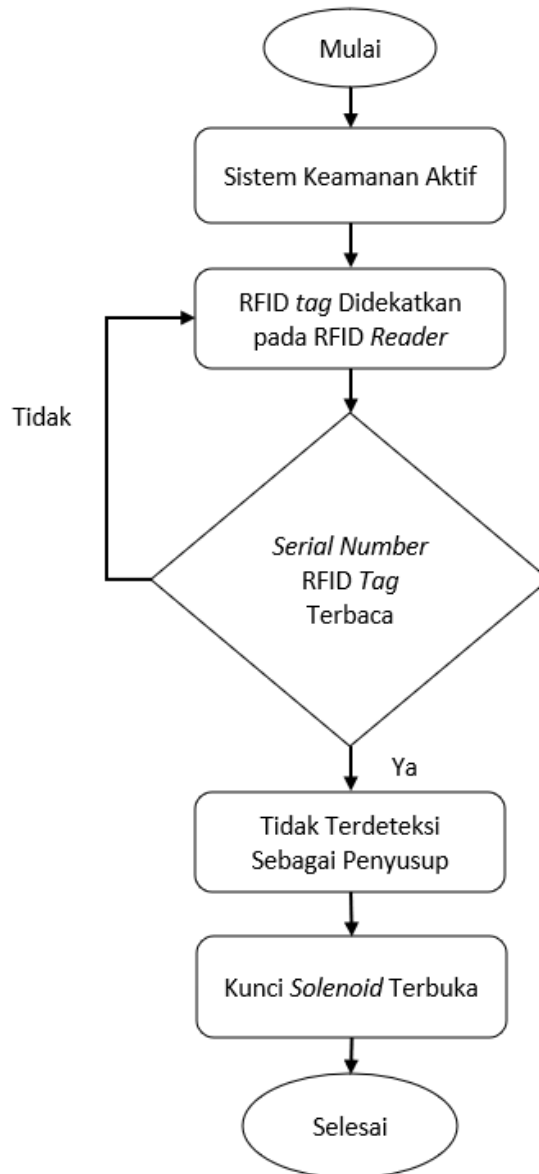 Mulai
Sistem Keamanan Aktif
RFID tag Didekatkan
pada RFID Reader
Tidak
Serial Number
RFID Tag
Terbaca
Ya
Tidak Terdeteksi
Sebagai Penyusup
Kunci Solenoid Terbuka
Selesai